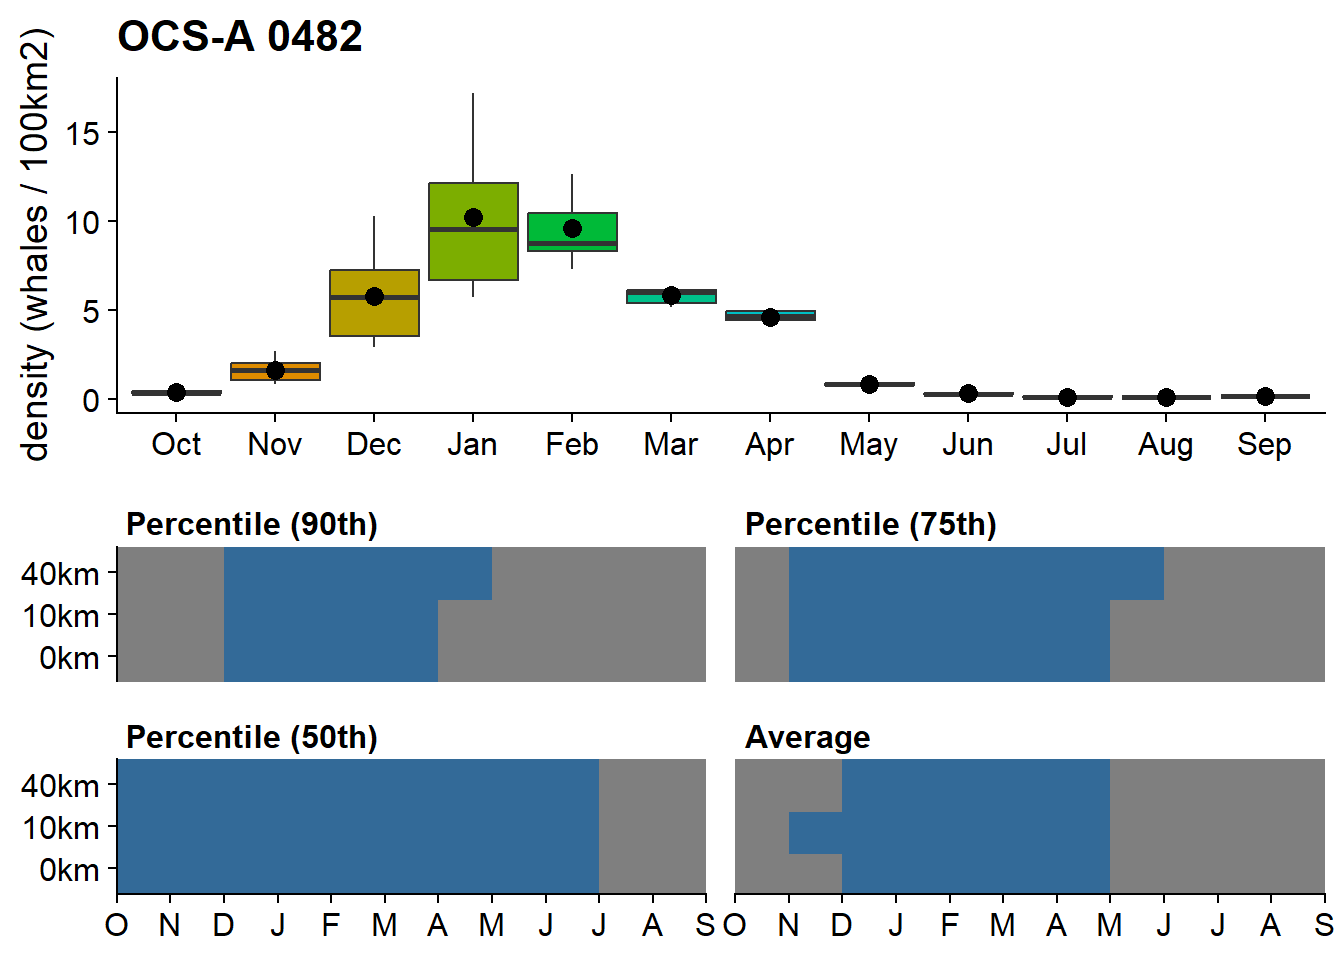 OCS-A 0482
density (whales / 100km2)
15
10
5
0
Oct Nov Dec Jan Feb Mar Apr May Jun Jul Aug Sep
Percentile (90th) Percentile (75th)
40km
10km
0km
Percentile (50th) Average
40km
10km
0km
O N D J F M A M J J A S O N D J F M A M J J A S